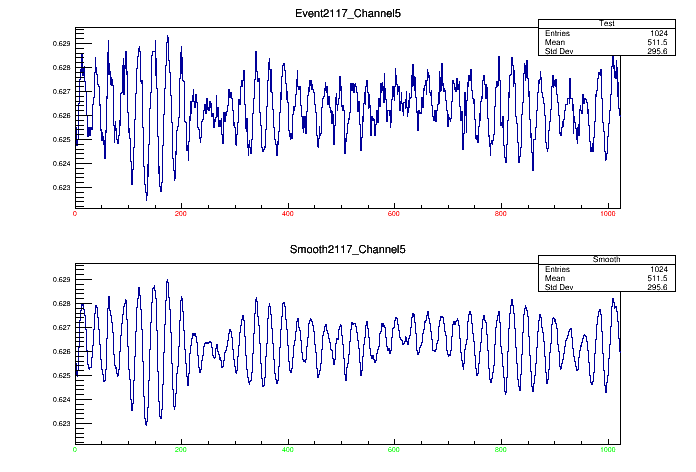 Event2117_Channel5
Test
Entries 1024
Mean 511.5
Std Dev 295.6
0.629
0.628
0.627
0.626
0.625
0.624
0.623
0 200 400 600 800 1000
Smooth2117_Channel5
Smooth
Entries 1024
Mean 511.5
Std Dev 295.6
0.629
0.628
0.627
0.626
0.625
0.624
0.623
0 200 400 600 800 1000